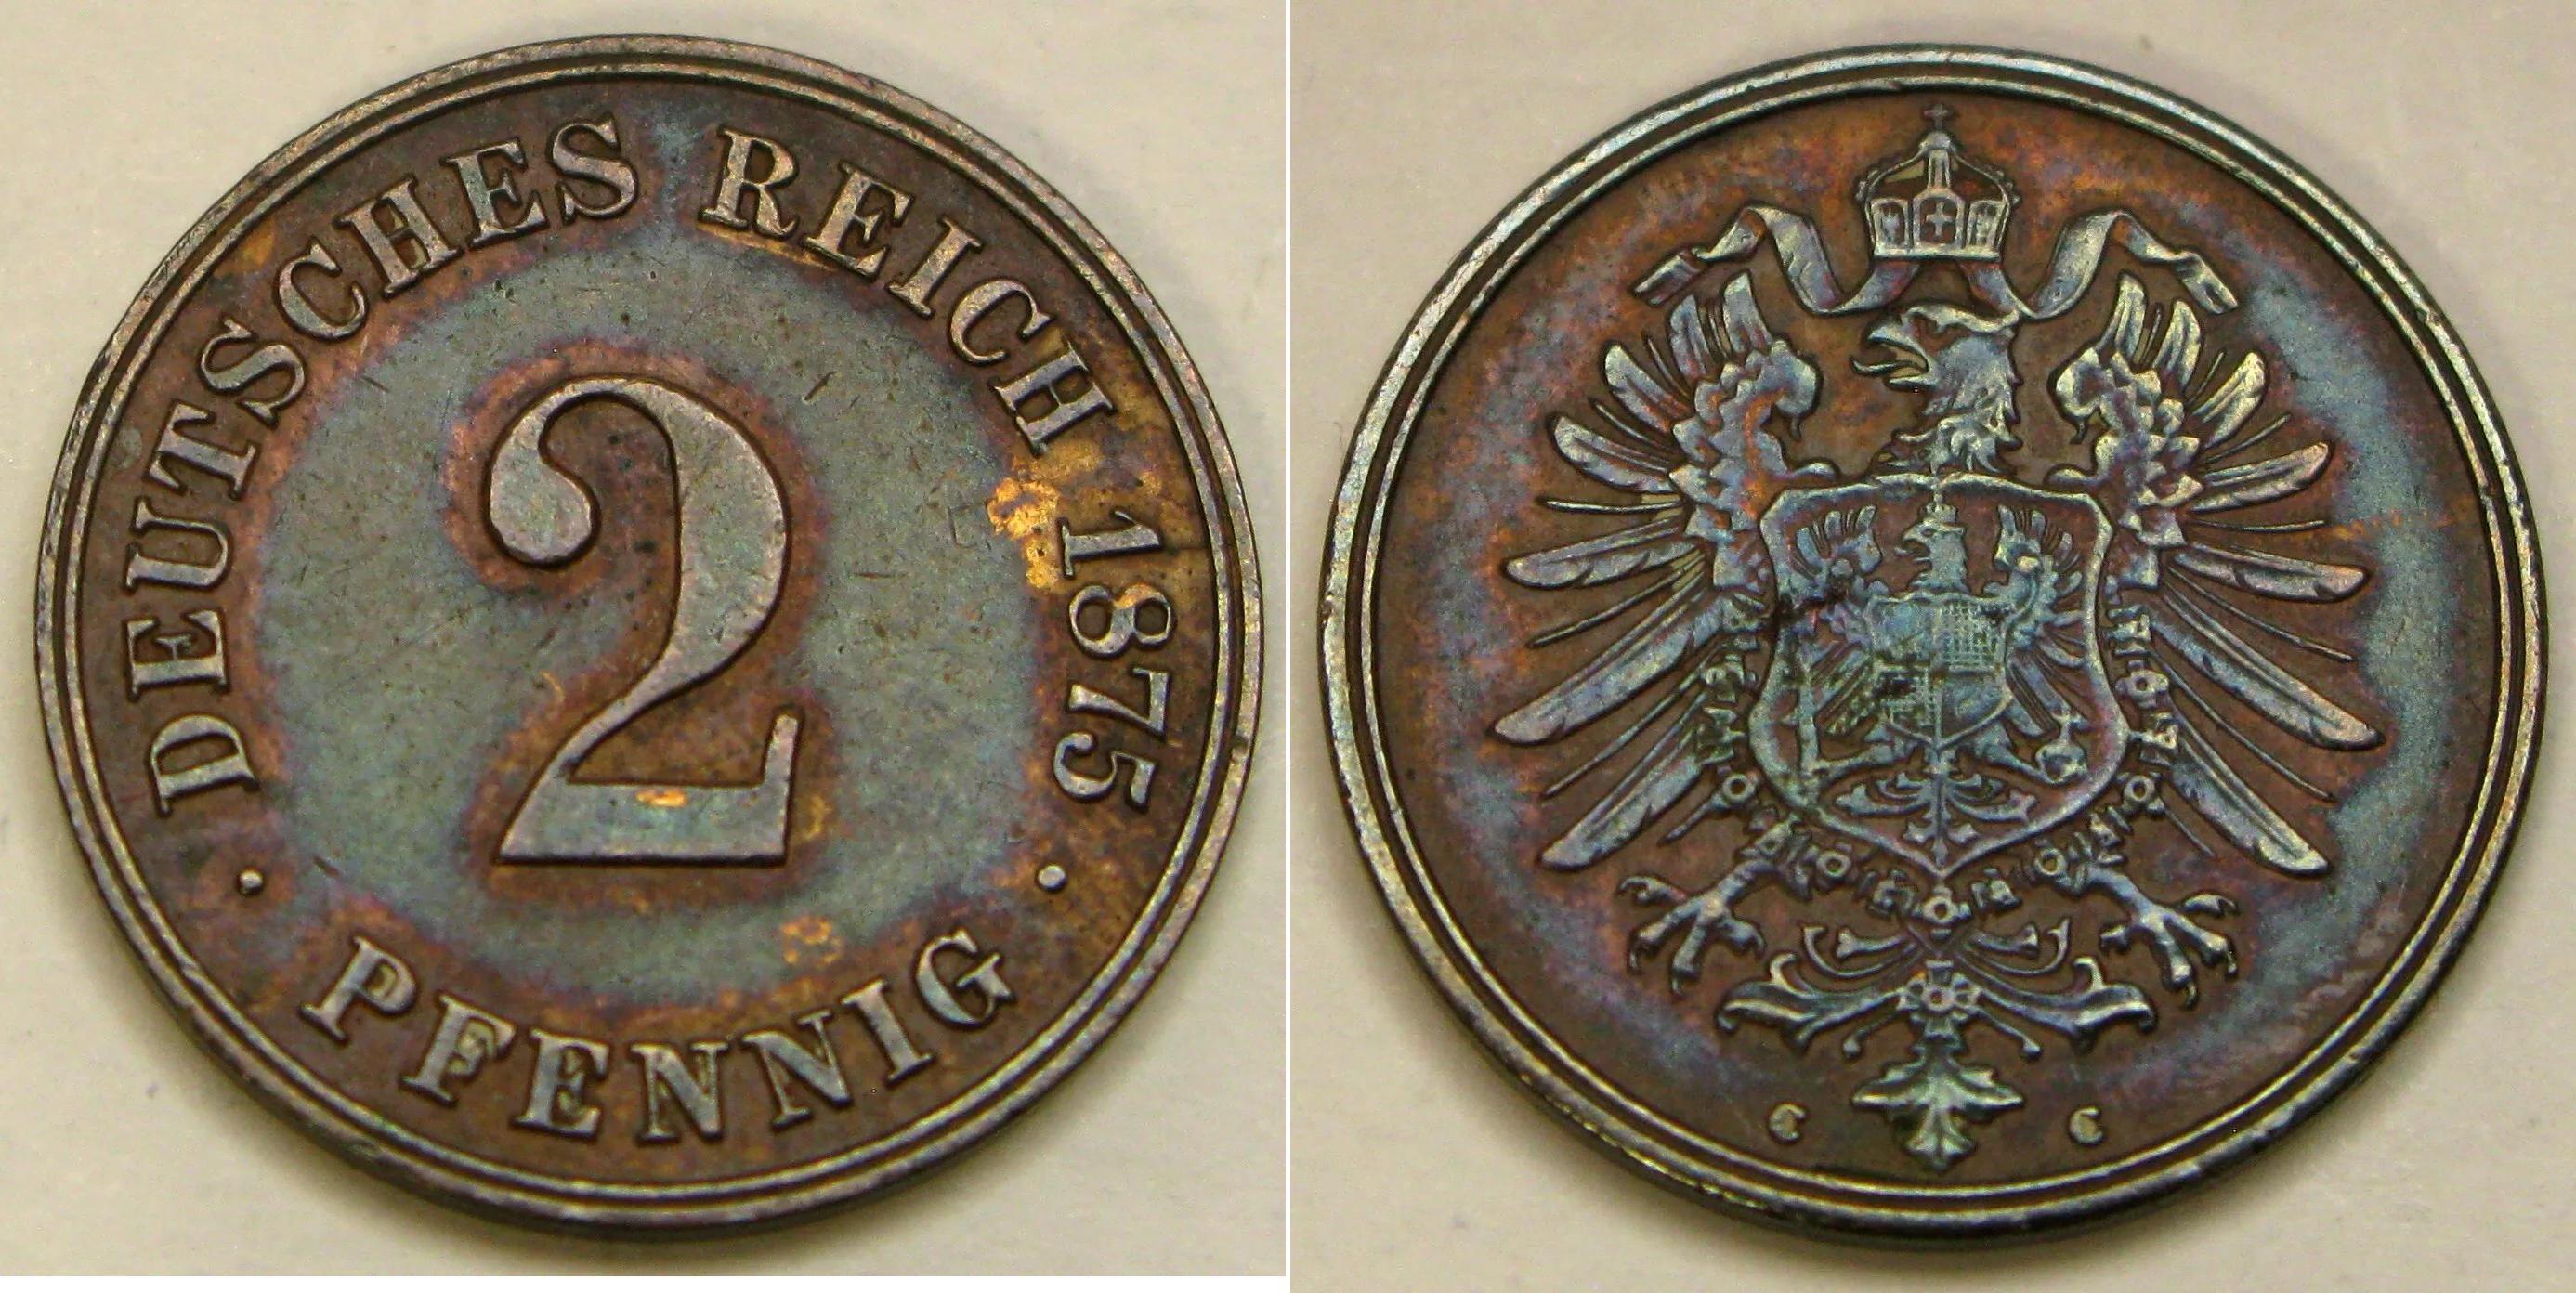 DEUTSCHES REICH 1875
2
PFENNIG
C C